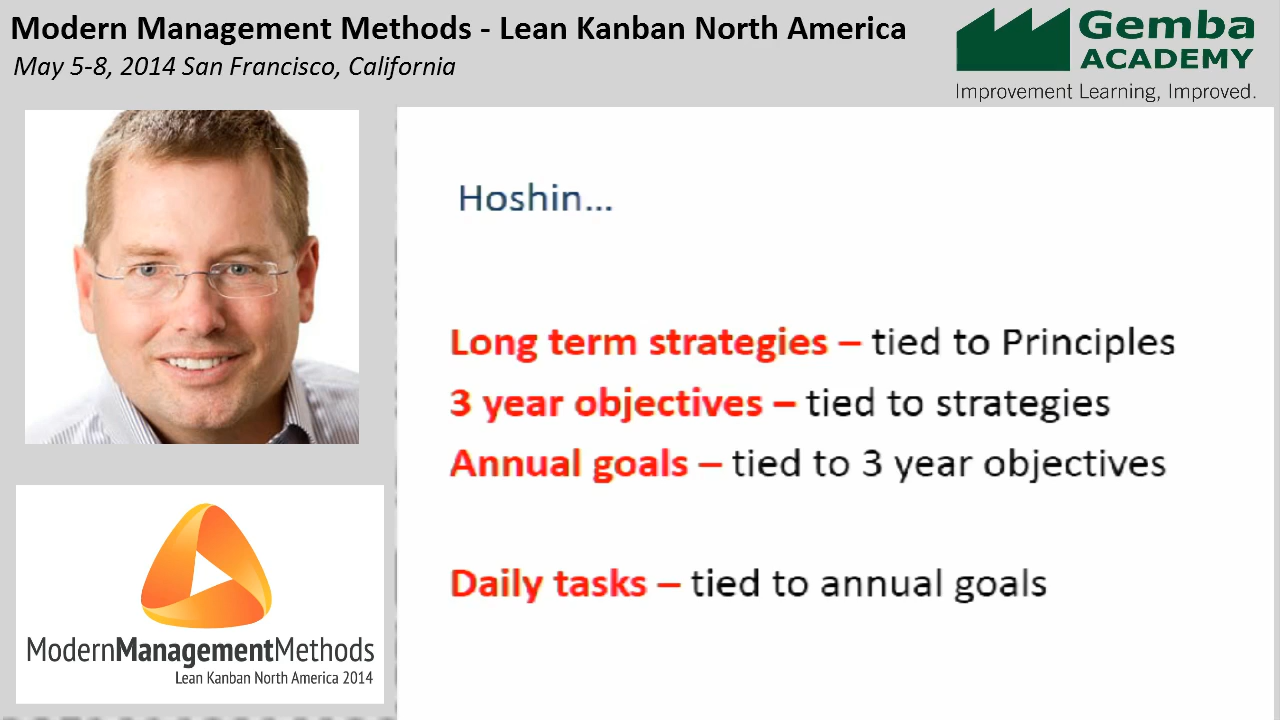 Modern Management Methods - Lean Kanban North America
May 5-8, 2014 San Francisco, California
Gemba
ACADEMY
Improvement Learning, Improved.
Hoshin...
Long term strategies – tied to Principles
3 year objectives – tied to strategies
Annual goals – tied to 3 year objectives
Daily tasks – tied to annual goals
ModernManagementMethods
Lean Kanban North America 2014